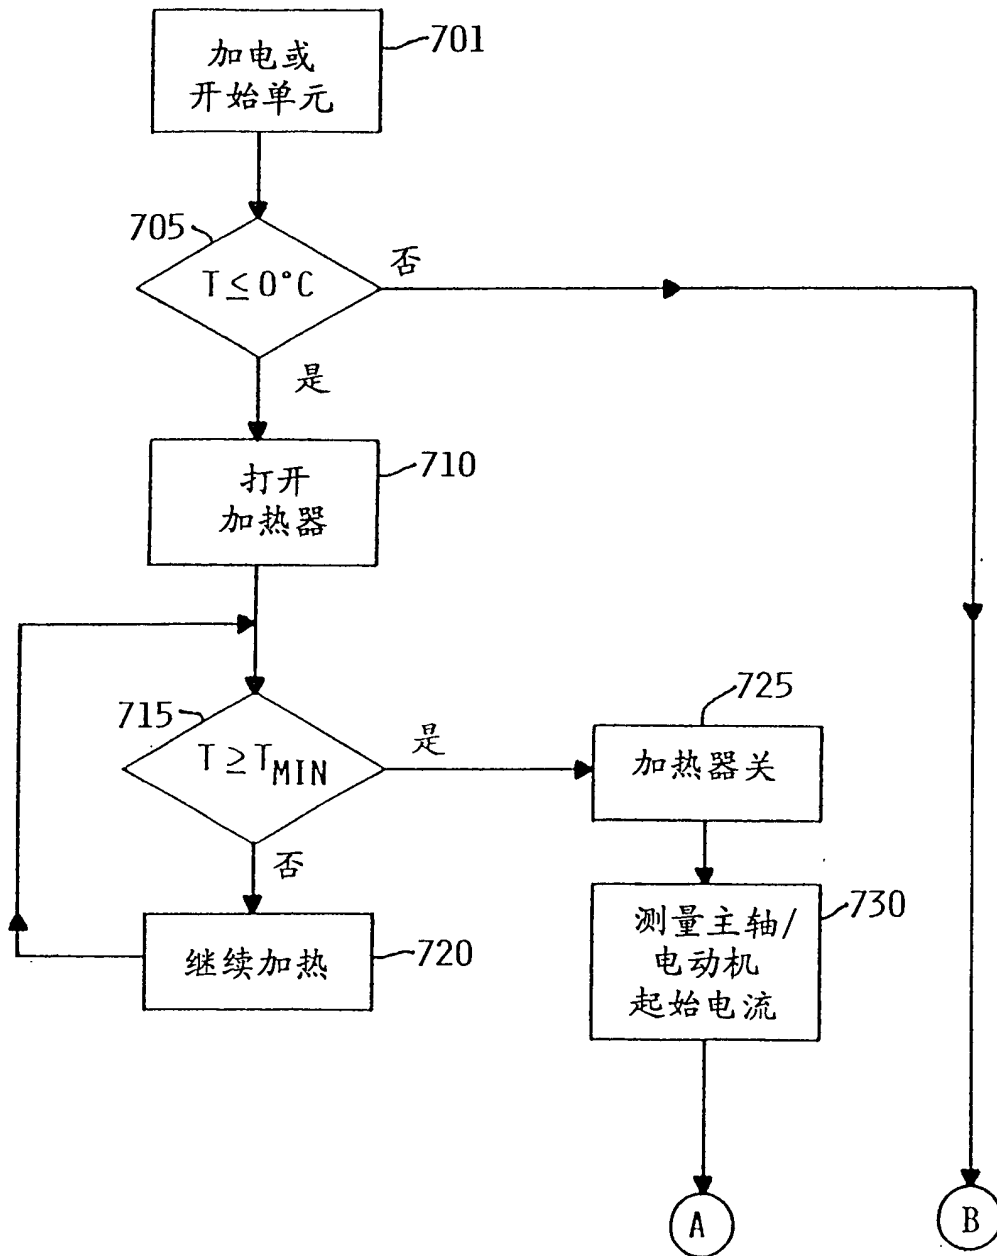 加电或
开始单元
701
705
T≤0°C
否
是
打开
加热器
710
715
T≥TMIN
是
否
725
加热器关
继续加热
720
测量主轴/
电动机
起始电流
730
A
B